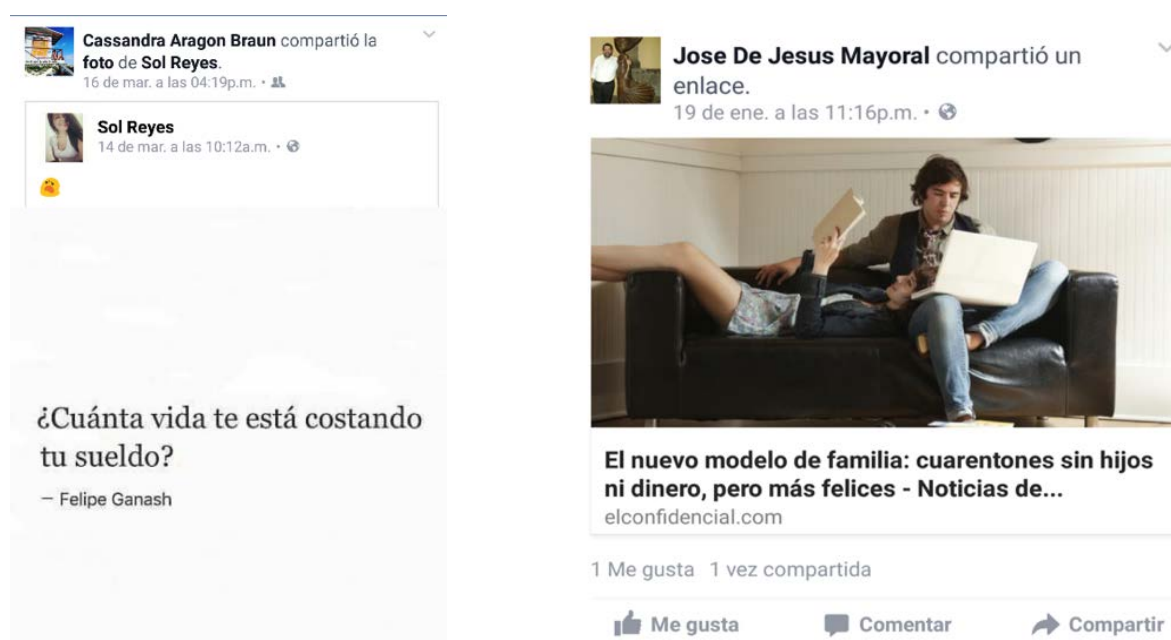 Cassandra Aragon Braun compartió la
foto de Sol Reyes.
16 de mar. a las 04:19p.m. •
Sol Reyes
14 de mar. a las 10:12a.m. •
¿Cuánta vida te está costando
tu sueldo?
– Felipe Ganash
Jose De Jesus Mayoral compartió un
enlace.
19 de ene. a las 11:16p.m. •
El nuevo modelo de familia: cuarentones sin hijos
ni dinero, pero más felices - Noticias de...
elconfidencial.com
1 Me gusta 1 vez compartida
Me gusta Comentar Compartir